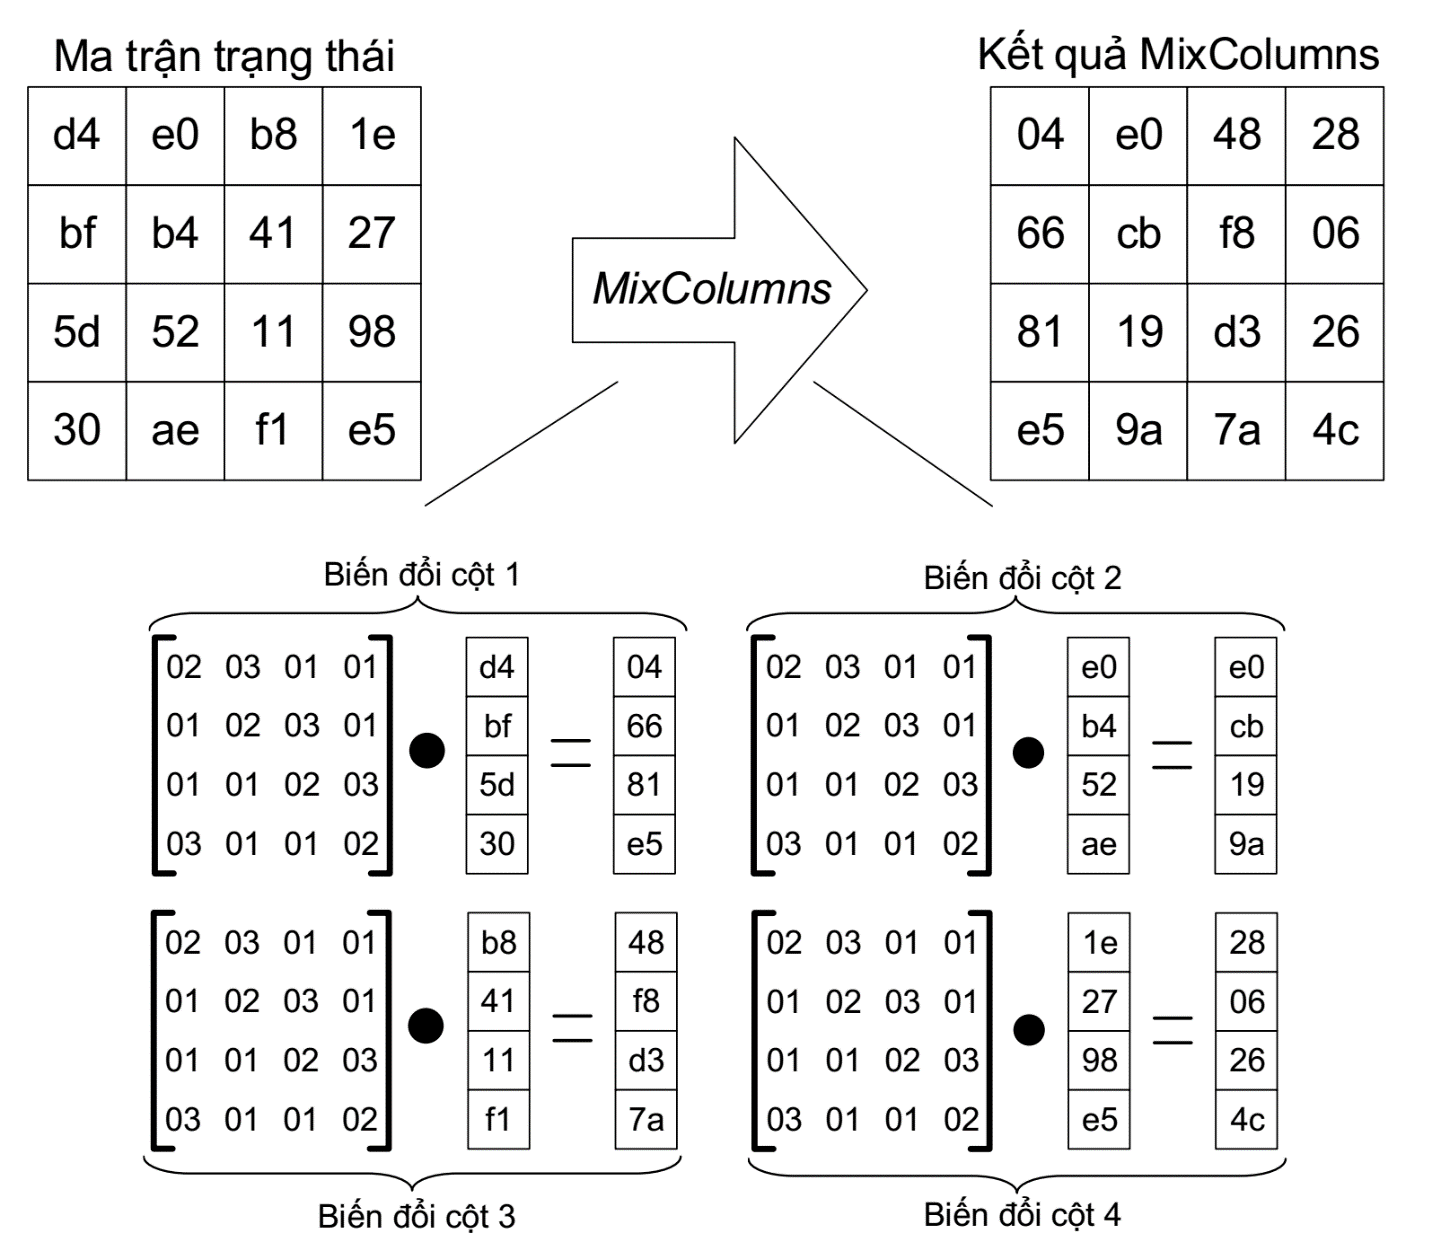 Ma trận trạng thái
Kết quả MixColumns
d4 e0 b8 1e
04 e0 48 28
bf b4 41 27
66 cb f8 06
MixColumns
5d 52 11 98
81 19 d3 26
30 ae f1 e5
e5 9a 7a 4c
Biến đổi cột 1
02 03 01 01 d4 = 04
01 02 03 01 bf 66
01 01 02 03 5d 81
03 01 01 02 30 e5
Biến đổi cột 2
02 03 01 01 e0 = e0
01 02 03 01 b4 cb
01 01 02 03 52 19
03 01 01 02 ae 9a
02 03 01 01 b8 = 48
01 02 03 01 41 f8
01 01 02 03 11 d3
03 01 01 02 f1 7a
Biến đổi cột 3
02 03 01 01 1e = 28
01 02 03 01 27 06
01 01 02 03 98 26
03 01 01 02 e5 4c
Biến đổi cột 4